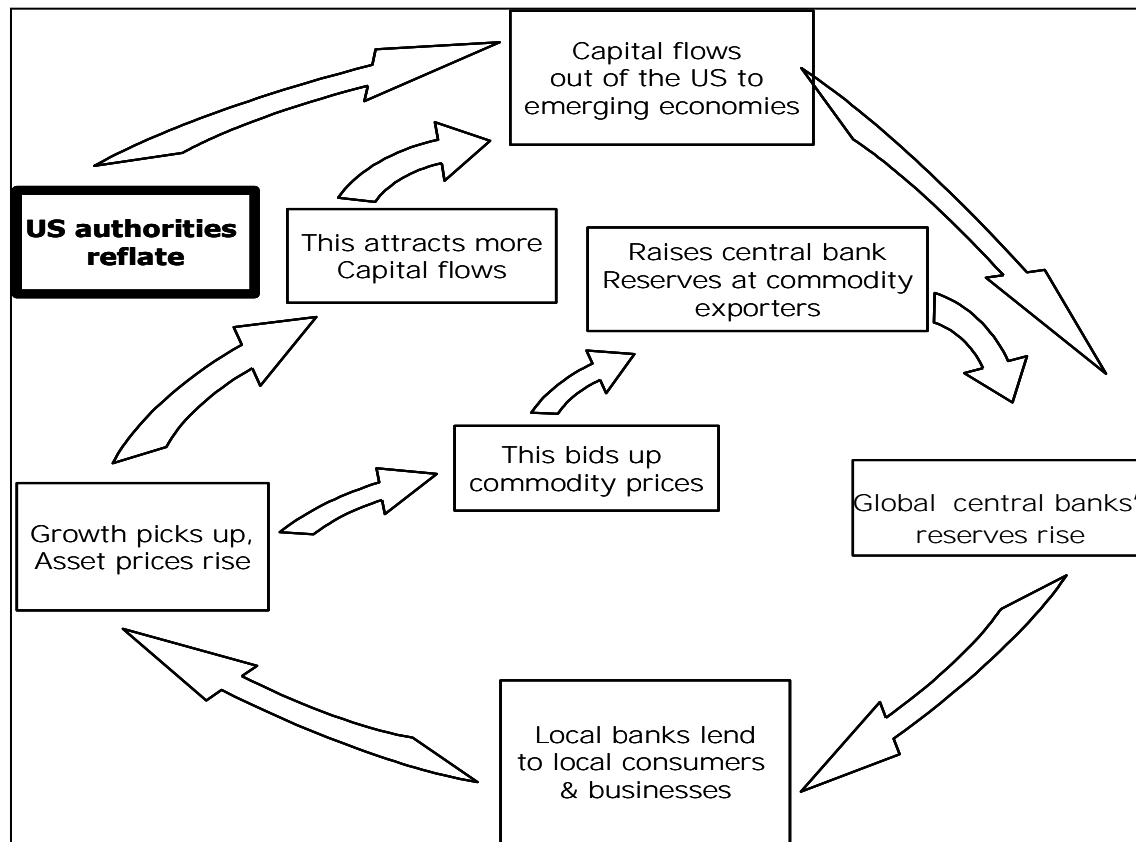 Capital flows
out of the US to
emerging economies
US authorities
reflate
This attracts more
Capital flows
Raises central bank
Reserves at commodity
exporters
This bids up
commodity prices
Growth picks up,
Asset prices rise
Global central banks'
reserves rise
Local banks lend
to local consumers
& businesses